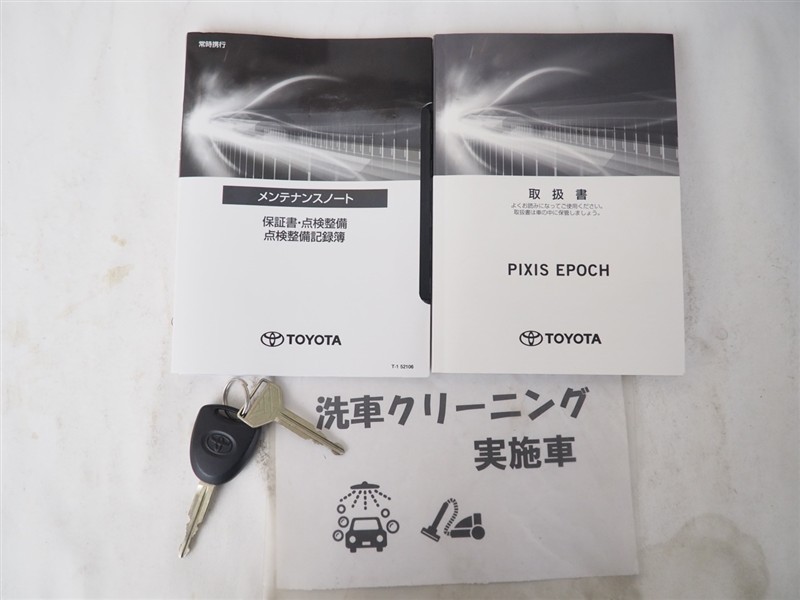 常時携行
メンテナンスノート
保証書・点検整備
点検整備記録簿
TOYOTA
T-1 52106
取扱書
よくお読みになってご使用ください。
取扱書は車の中に保管しましょう。
PIXIS EPOCH
TOYOTA
洗車クリーニング
実施車